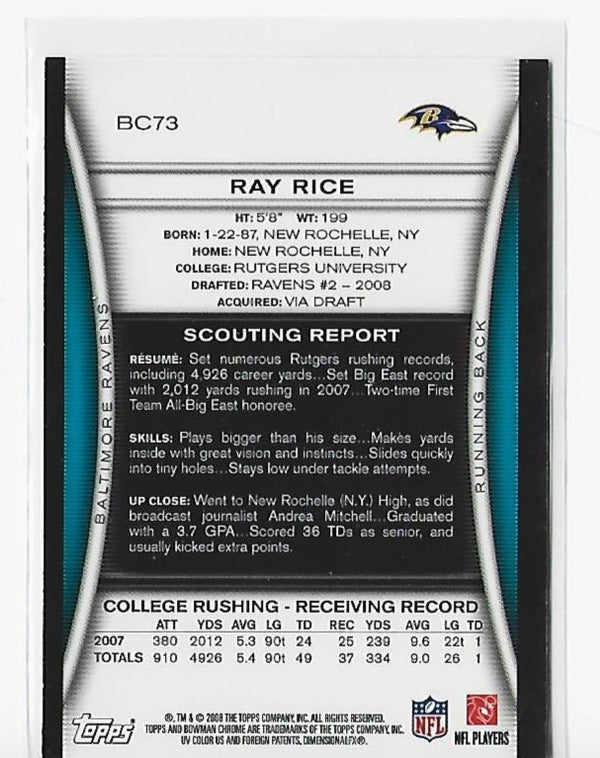 BC73
B
RAY RICE
HT: 5'8" WT: 199
BORN: 1-22-87, NEW ROCHELLE, NY
HOME: NEW ROCHELLE, NY
COLLEGE: RUTGERS UNIVERSITY
DRAFTED: RAVENS #2 – 2008
ACQUIRED: VIA DRAFT
BALTIMORE RAVENS
RUNNING BACK
SCOUTING REPORT
RÉSUMÉ: Set numerous Rutgers rushing records,
including 4,926 career yards...Set Big East record
with 2,012 yards rushing in 2007...Two-time First
Team All-Big East honoree.
SKILLS: Plays bigger than his size...Makes yards
inside with great vision and instincts...Slides quickly
into tiny holes...Stays low under tackle attempts.
UP CLOSE: Went to New Rochelle (N.Y.) High, as did
broadcast journalist Andrea Mitchell...Graduated
with a 3.7 GPA...Scored 36 TDs as senior, and
usually kicked extra points.
COLLEGE RUSHING - RECEIVING RECORD
ATT YDS AVG LG TD REC YDS AVG LG TD
2007 380 2012 5.3 90t 24 25 239 9.6 22t 1
TOTALS 910 4926 5.4 90t 49 37 334 9.0 26 1
Topps
®, TM & © 2008 THE TOPPS COMPANY, INC. ALL RIGHTS RESERVED.
TOPPS AND BOWMAN CHROME ARE TRADEMARKS OF THE TOPPS COMPANY, INC.
UV COLOR US AND FOREIGN PATENTS, DIMENSIONAL FX®.
NFL
NFL PLAYERS